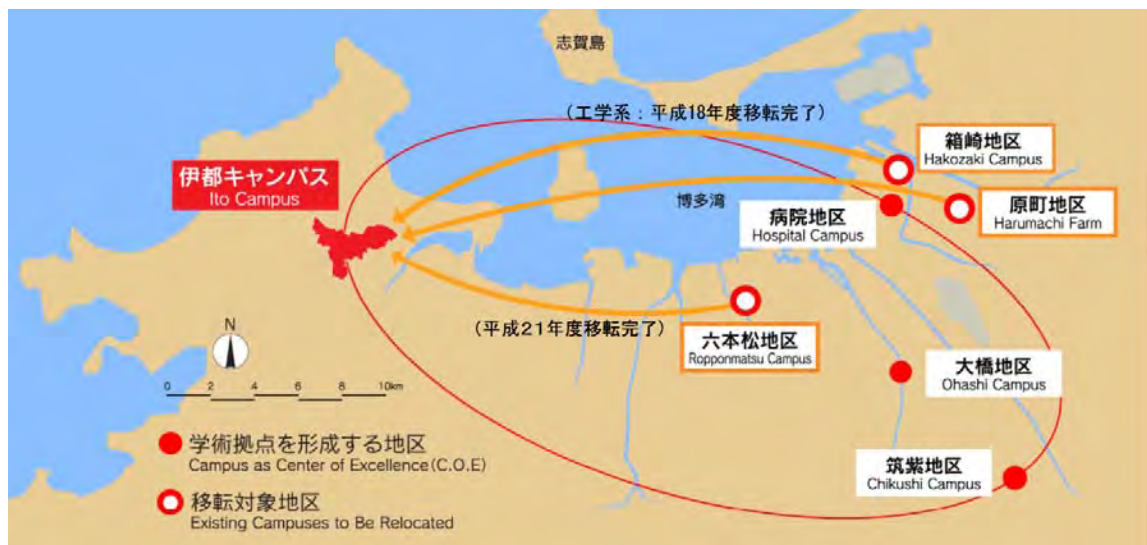 志賀島
(工学系：平成18年度移転完了)
箱崎地区
Hakozaki Campus
伊都キャンパス
Ito Campus
博多湾
病院地区
Hospital Campus
原町地区
Harumachi Farm
(平成２１年度移転完了)
六本松地区
Ropponmatsu Campus
N
0 2 4 6 8 10km
大橋地区
Ohashi Campus
学術拠点を形成する地区
Campus as Center of Excellence(C.O.E)
筑紫地区
Chikushi Campus
移転対象地区
Existing Campuses to Be Relocated